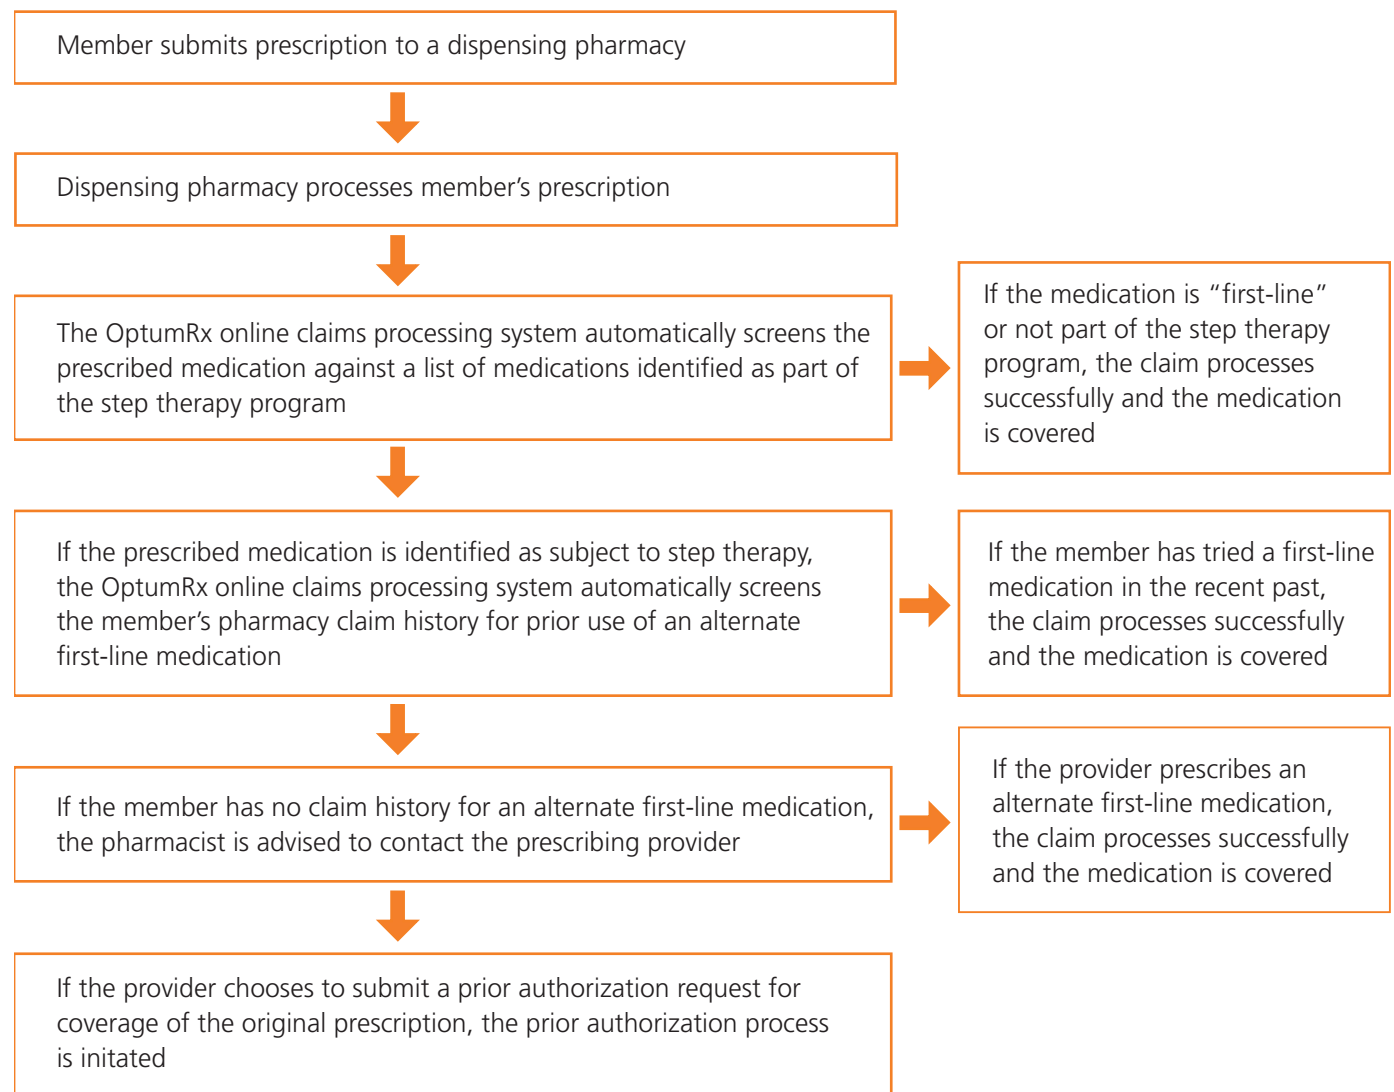 Member submits prescription to a dispensing pharmacy
Dispensing pharmacy processes member’s prescription
The OptumRx online claims processing system automatically screens the
prescribed medication against a list of medications identified as part of
the step therapy program
If the medication is “first-line”
or not part of the step therapy
program, the claim processes
successfully and the medication
is covered
If the prescribed medication is identified as subject to step therapy,
the OptumRx online claims processing system automatically screens
the member’s pharmacy claim history for prior use of an alternate
first-line medication
If the member has tried a first-line
medication in the recent past,
the claim processes successfully
and the medication is covered
If the member has no claim history for an alternate first-line medication,
the pharmacist is advised to contact the prescribing provider
If the provider prescribes an
alternate first-line medication,
the claim processes successfully
and the medication is covered
If the provider chooses to submit a prior authorization request for
coverage of the original prescription, the prior authorization process
is initated